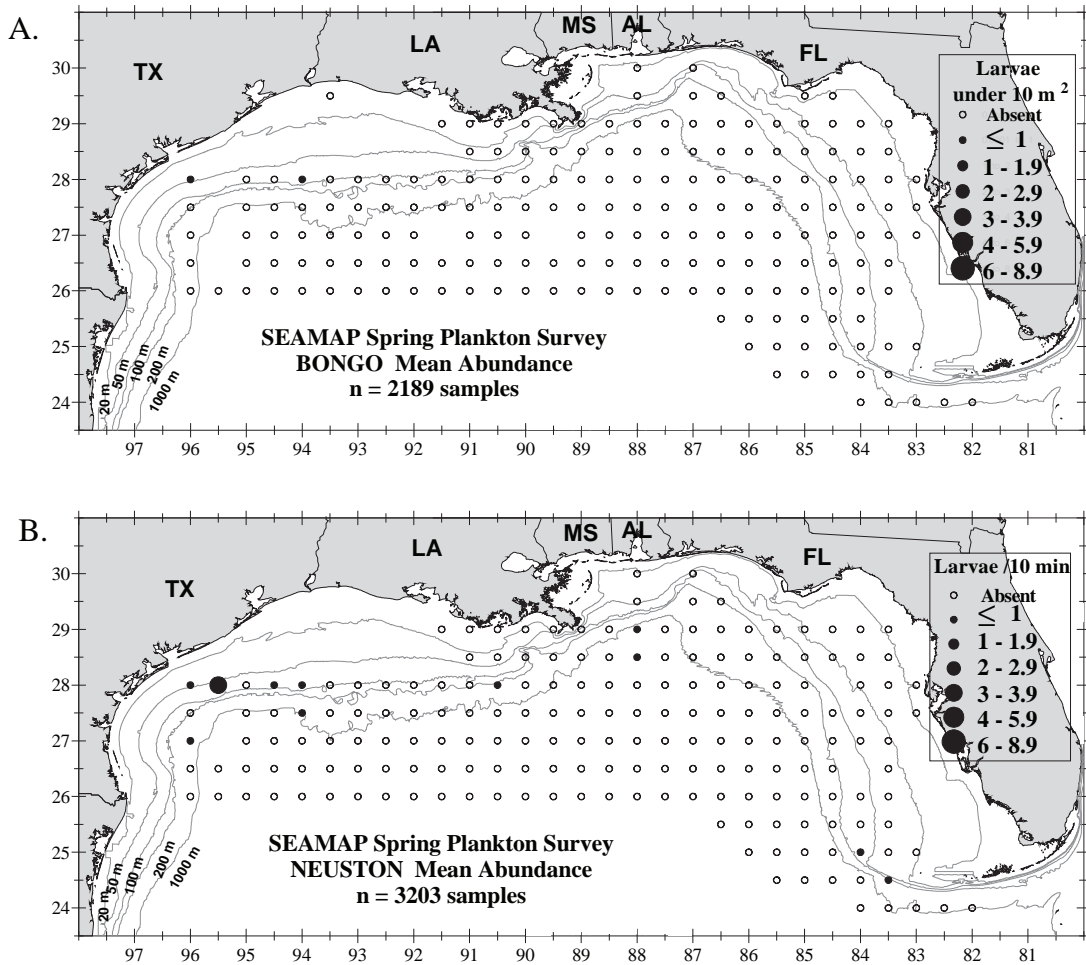 A.
TX
LA
MS
AL
FL
30
29
28
27
26
25
24
Larvae
under 10 m 2
Absent
≤ 1
1 - 1.9
2 - 2.9
3 - 3.9
4 - 5.9
6 - 8.9
SEAMAP Spring Plankton Survey
BONGO Mean Abundance
n = 2189 samples
20 m
50 m
100 m
200 m
1000 m
97 96 95 94 93 92 91 90 89 88 87 86 85 84 83 82 81
B.
TX
LA
MS
AL
FL
30
29
28
27
26
25
24
Larvae /10 min
Absent
≤ 1
1 - 1.9
2 - 2.9
3 - 3.9
4 - 5.9
6 - 8.9
SEAMAP Spring Plankton Survey
NEUSTON Mean Abundance
n = 3203 samples
20 m
50 m
100 m
200 m
1000 m
97 96 95 94 93 92 91 90 89 88 87 86 85 84 83 82 81